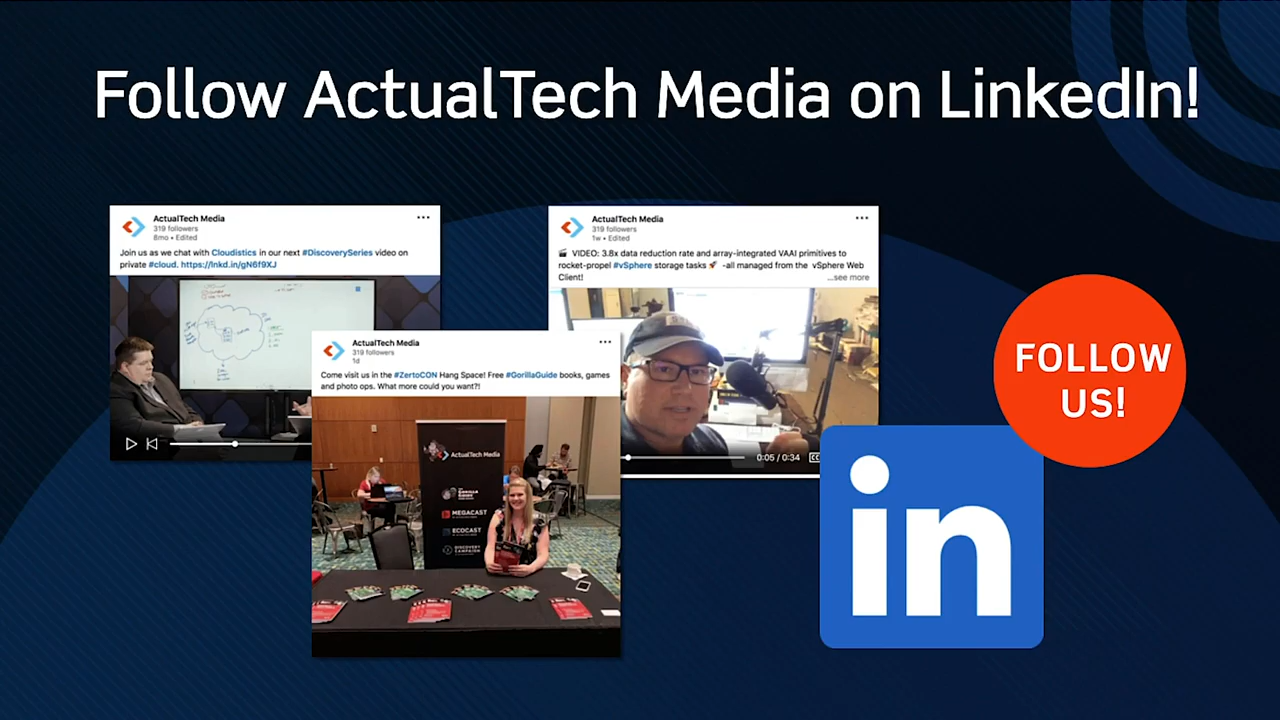 Follow ActualTech Media on LinkedIn!
ActualTech Media
319 followers
8mo • Edited
Join us as we chat with Cloudistics in our next #DiscoverySeries video on
private #cloud. https://lnkd.in/gN6f9XJ
ActualTech Media
319 followers
1w • Edited
🎬 VIDEO: 3.8x data reduction rate and array-integrated VAAI primitives to
rocket-propel #vSphere storage tasks 🚀 -all managed from the vSphere Web
Client!
...see more
0:05 / 0:34
ActualTech Media
319 followers
1d
Come visit us in the #ZertoCON Hang Space! Free #GorillaGuide books, games
and photo ops. What more could you want?!
ActualTech Media
GORILLA
GUIDE
MEGACAST
ECOCAST
DISCOVERY
CAMPAIGN
FOLLOW
US!
in